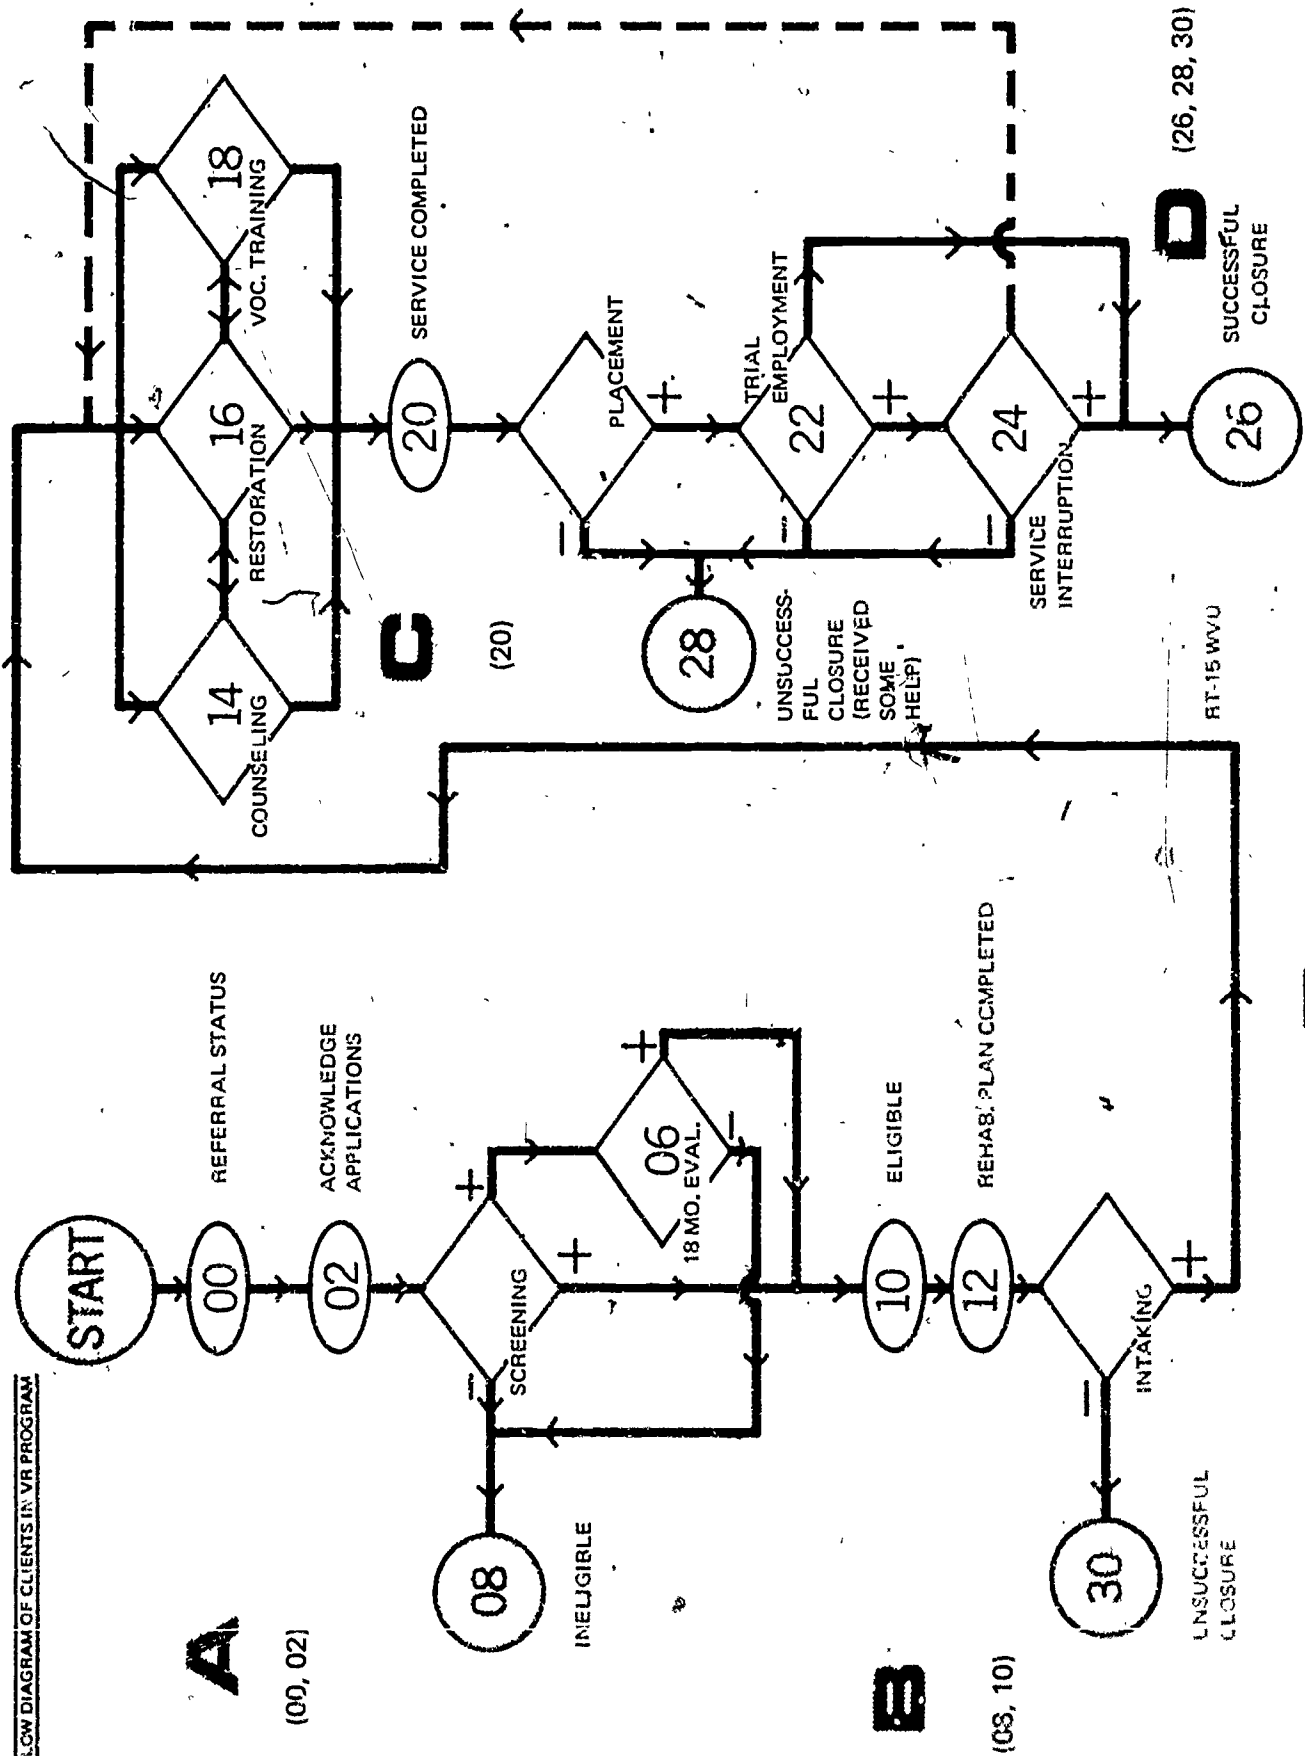 LOW DIAGRAM OF CLIENTS IN VR PROGRAM
A
(00, 02)
START
00
REFERRAL STATUS
02
ACKNOWLEDGE
APPLICATIONS
SCREENING
−
+
+
08
INELIGIBLE
06
18 MO. EVAL.
+
−
B
(08, 10)
10
ELIGIBLE
12
REHAB. PLAN COMPLETED
INTAKING
−
+
30
UNSUCCESSFUL
CLOSURE
14
COUNSELING
16
RESTORATION
18
VOC. TRAINING
C
(20)
20
SERVICE COMPLETED
PLACEMENT
−
+
28
UNSUCCESS-
FUL
CLOSURE
(RECEIVED
SOME
HELP)
TRIAL
EMPLOYMENT
22
−
+
24
SERVICE
INTERRUPTION
−
+
D
(26, 28, 30)
26
SUCCESSFUL
CLOSURE
RT-15 WVU